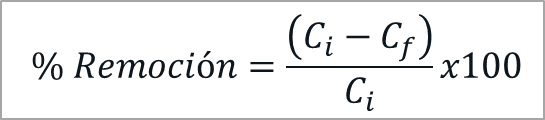 % Remoción = (C_i − C_f) / C_i x100